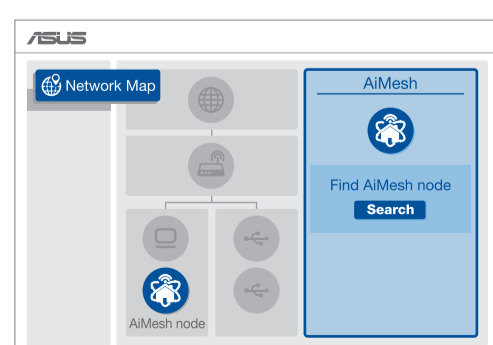 ASUS
Network Map
AiMesh
Find AiMesh node
Search
AiMesh node